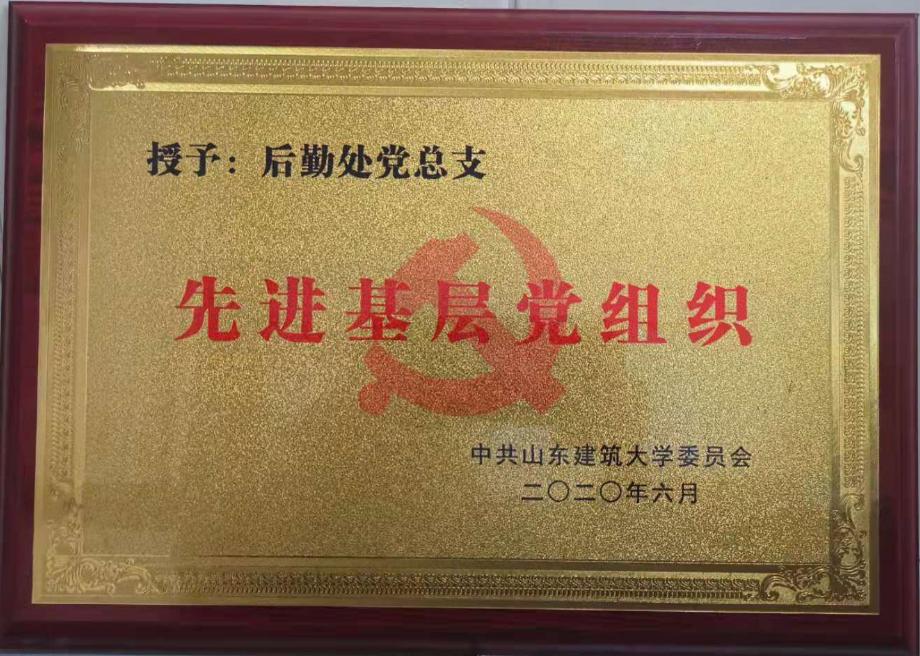 授予：后勤处党总支
先进基层党组织
中共山东建筑大学委员会
二〇二〇年六月